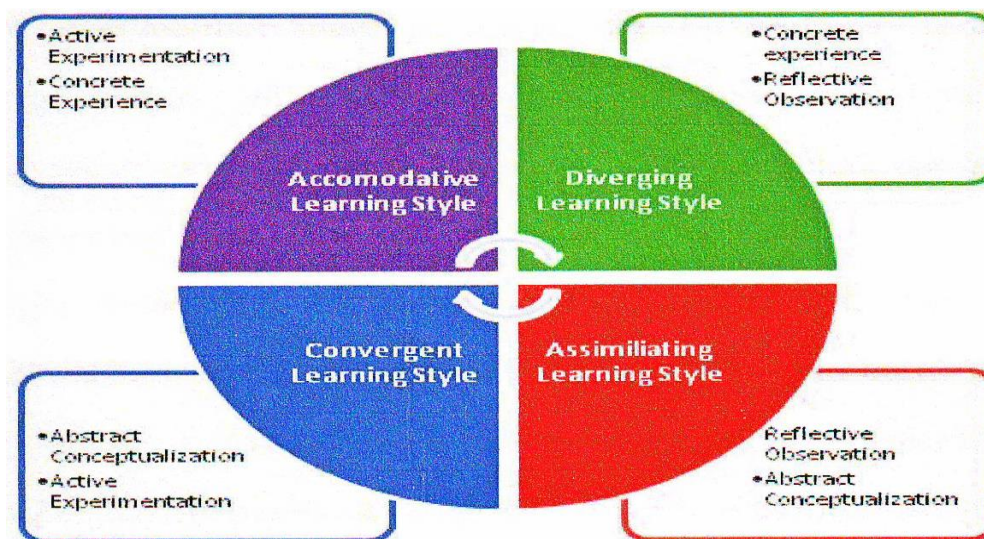 •Active
Experimentation
•Concrete
Experience
•Concrete
experience
•Reflective
Observation
Accomodative
Learning Style
Diverging
Learning Style
Convergent
Learning Style
Assimiliating
Learning Style
•Abstract
Conceptualization
•Active
Experimentation
Reflective
Observation
•Abstract
Conceptualization